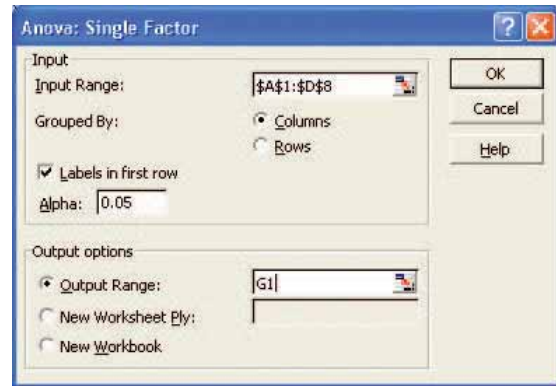 Anova: Single Factor
Input
Input Range:
$A$1:$D$8
Grouped By:
Columns
Rows
Labels in first row
Alpha:
0.05
OK
Cancel
Help
Output options
Output Range:
G1
New Worksheet Ply:
New Workbook